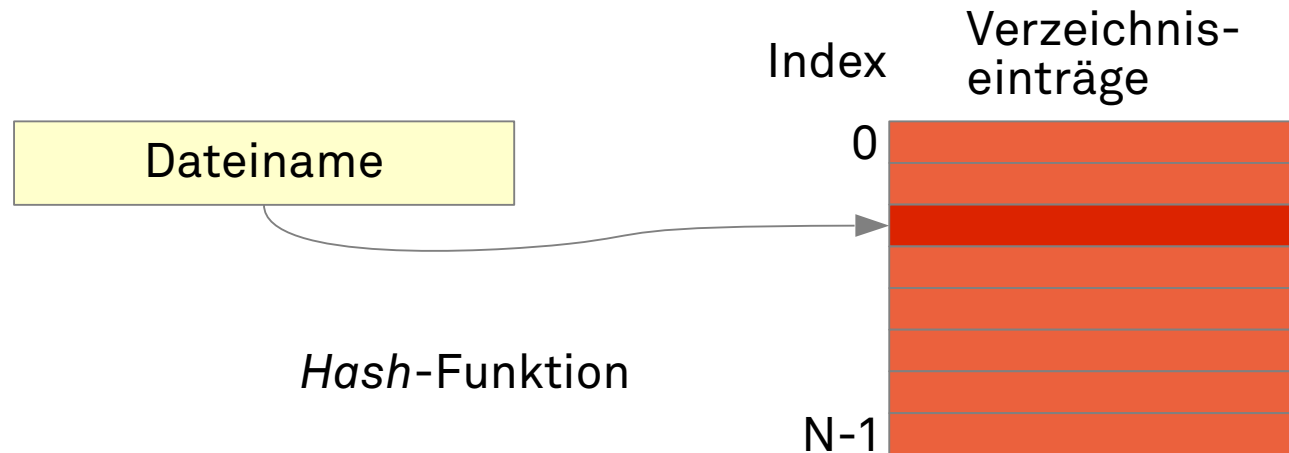 Index
Verzeichnis-
einträge
Dateiname
0
Hash-Funktion
N-1